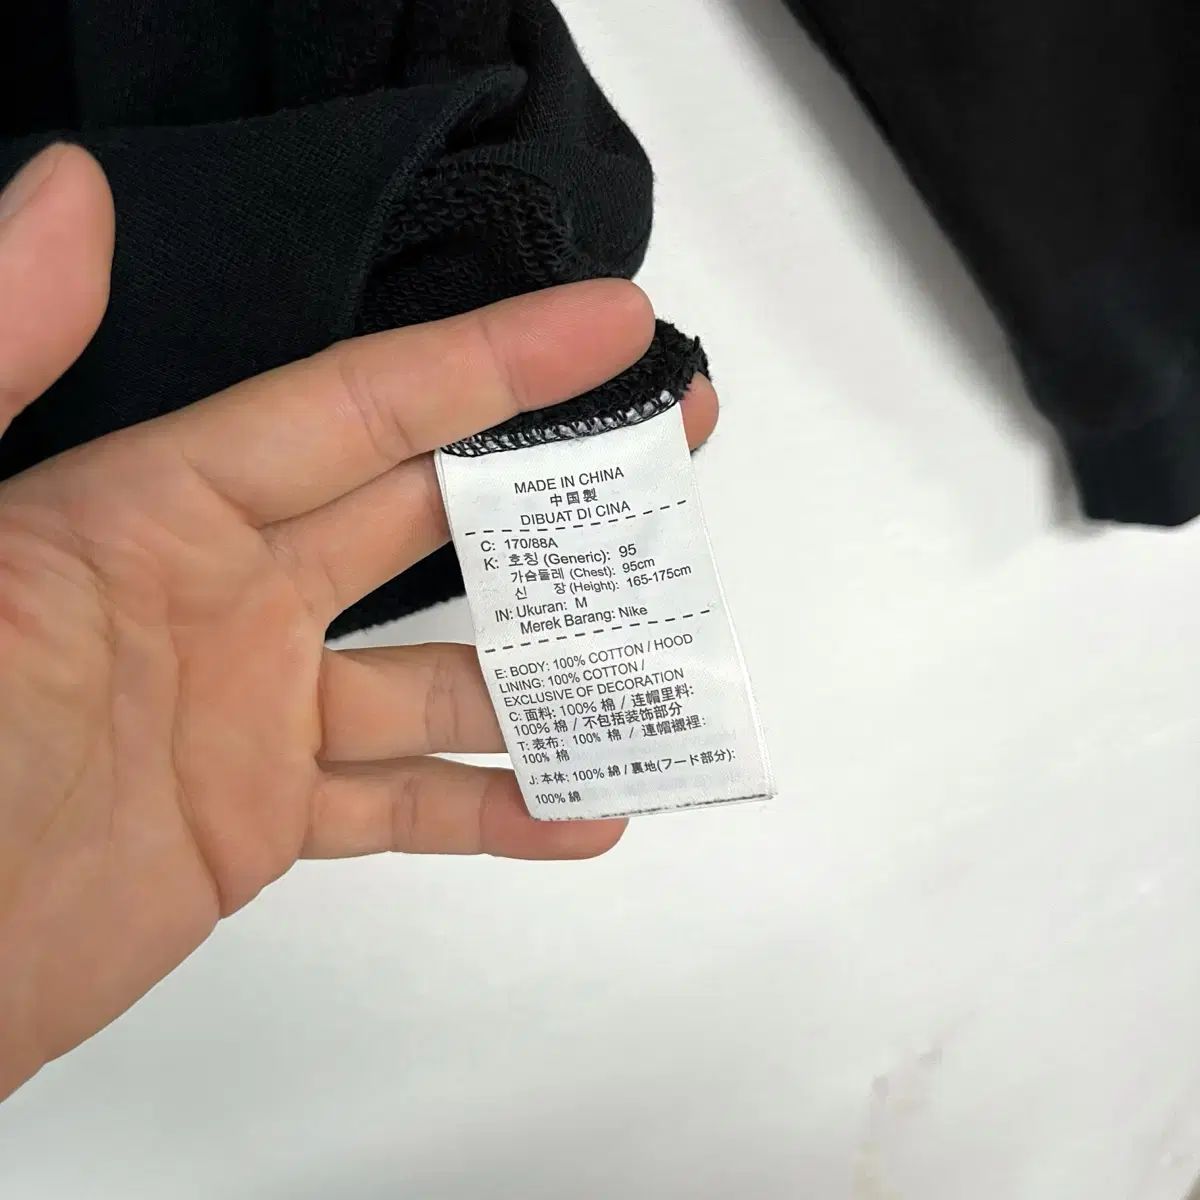 MADE IN CHINA
中国製
DIBUAT DI CINA
C: 170/88A
K: 호칭 (Generic): 95
가슴둘레 (Chest): 95cm
신 장 (Height): 165-175cm
IN: Ukuran: M
Merek Barang: Nike
E: BODY: 100% COTTON / HOOD
LINING: 100% COTTON /
EXCLUSIVE OF DECORATION
C: 面料: 100% 棉 / 连帽里料:
100% 棉 / 不包括装饰部分
T: 表布: 100% 棉 / 連帽襯裡:
100% 棉
J: 本体: 100% 綿 / 裏地(フード部分):
100% 綿